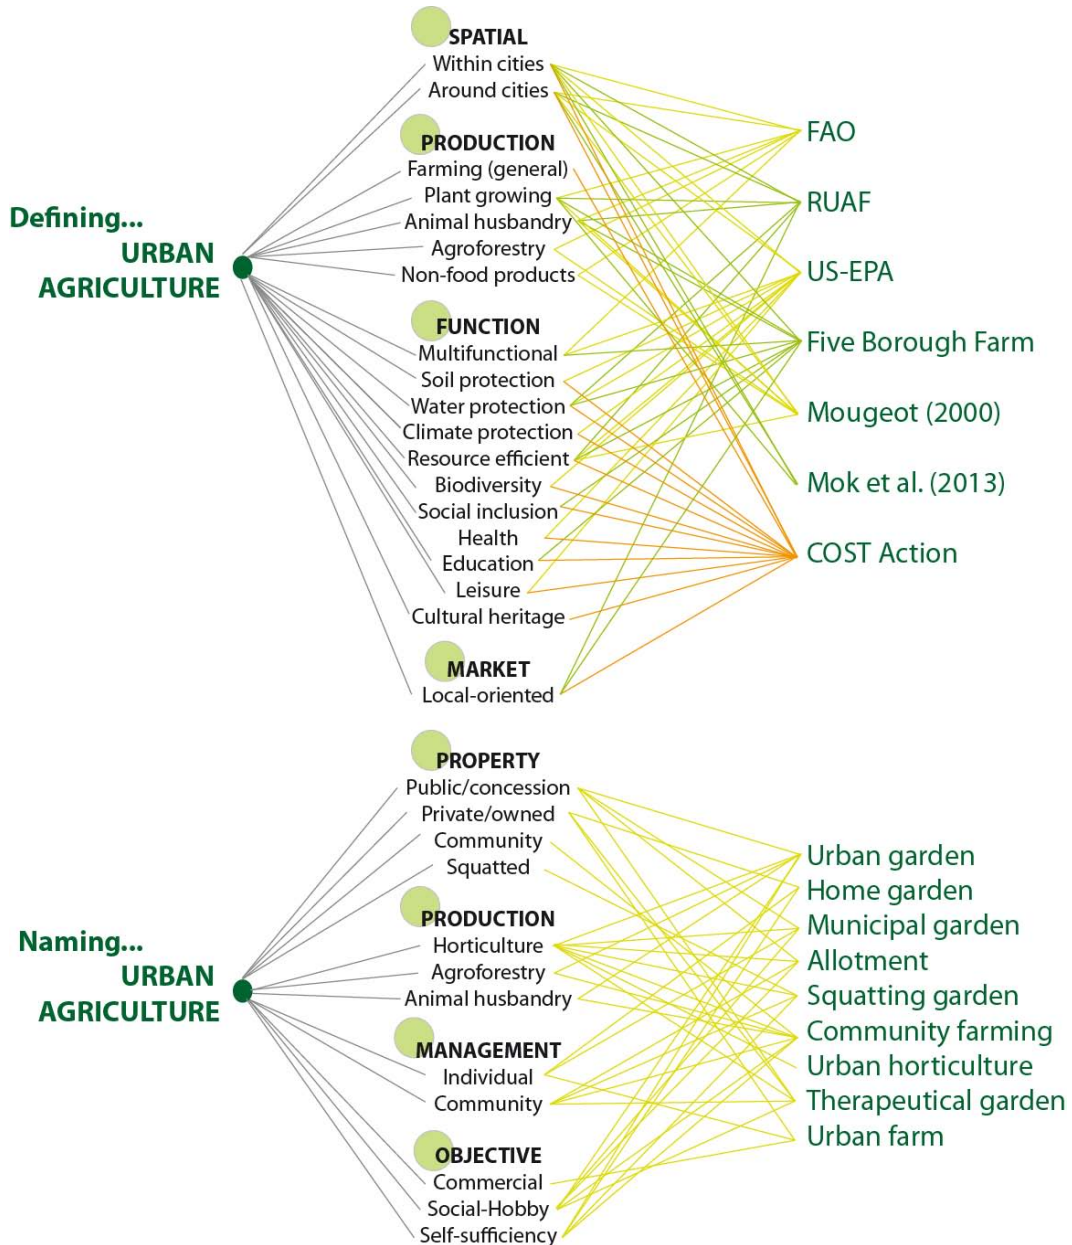 Defining...
URBAN
AGRICULTURE
SPATIAL
Within cities
Around cities
PRODUCTION
Farming (general)
Plant growing
Animal husbandry
Agroforestry
Non-food products
FUNCTION
Multifunctional
Soil protection
Water protection
Climate protection
Resource efficient
Biodiversity
Social inclusion
Health
Education
Leisure
Cultural heritage
MARKET
Local-oriented
FAO
RUAF
US-EPA
Five Borough Farm
Mougeot (2000)
Mok et al. (2013)
COST Action
Naming...
URBAN
AGRICULTURE
PROPERTY
Public/concession
Private/owned
Community
Squatted
PRODUCTION
Horticulture
Agroforestry
Animal husbandry
MANAGEMENT
Individual
Community
OBJECTIVE
Commercial
Social-Hobby
Self-sufficiency
Urban garden
Home garden
Municipal garden
Allotment
Squatting garden
Community farming
Urban horticulture
Therapeutical garden
Urban farm